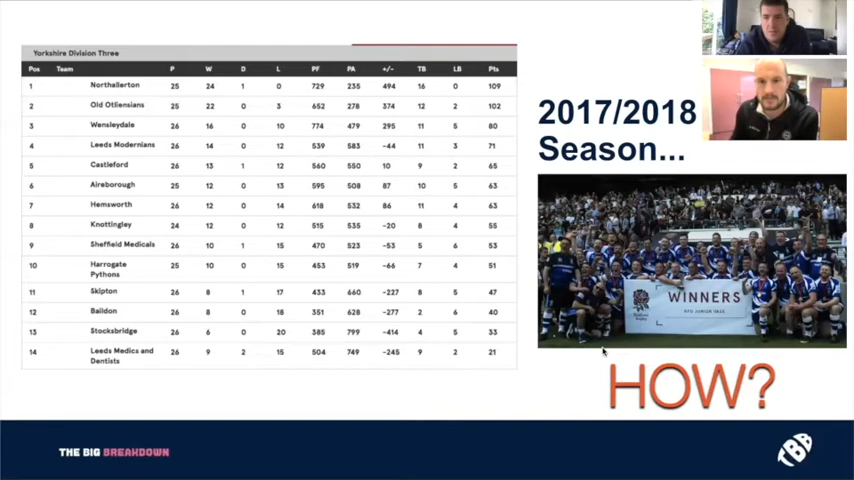 Yorkshire Division Three
Pos Team P W D L PF PA +/- TB LB Pts
1 Northallerton 25 24 1 0 729 235 494 16 0 109
2 Old Otliensians 25 22 0 3 652 278 374 12 2 102
3 Wensleydale 26 16 0 10 774 479 295 11 5 80
4 Leeds Modernians 26 14 0 12 539 583 -44 11 3 71
5 Castleford 26 13 1 12 560 550 10 9 2 65
6 Aireborough 25 12 0 13 595 508 87 10 5 63
7 Hemsworth 26 12 0 14 618 532 86 11 4 63
8 Knottingley 24 12 0 12 515 535 -20 8 4 55
9 Sheffield Medicals 26 10 1 15 470 523 -53 5 6 53
10 Harrogate Pythons 25 10 0 15 453 519 -66 7 4 51
11 Skipton 26 8 1 17 433 660 -227 8 5 47
12 Baildon 26 8 0 18 351 628 -277 2 6 40
13 Stocksbridge 26 6 0 20 385 799 -414 4 5 33
14 Leeds Medics and Dentists 26 9 2 15 504 749 -245 9 2 21
2017/2018
Season...
WINNERS
RFU JUNIOR VASE
HOW?
THE BIG BREAKDOWN
TBB